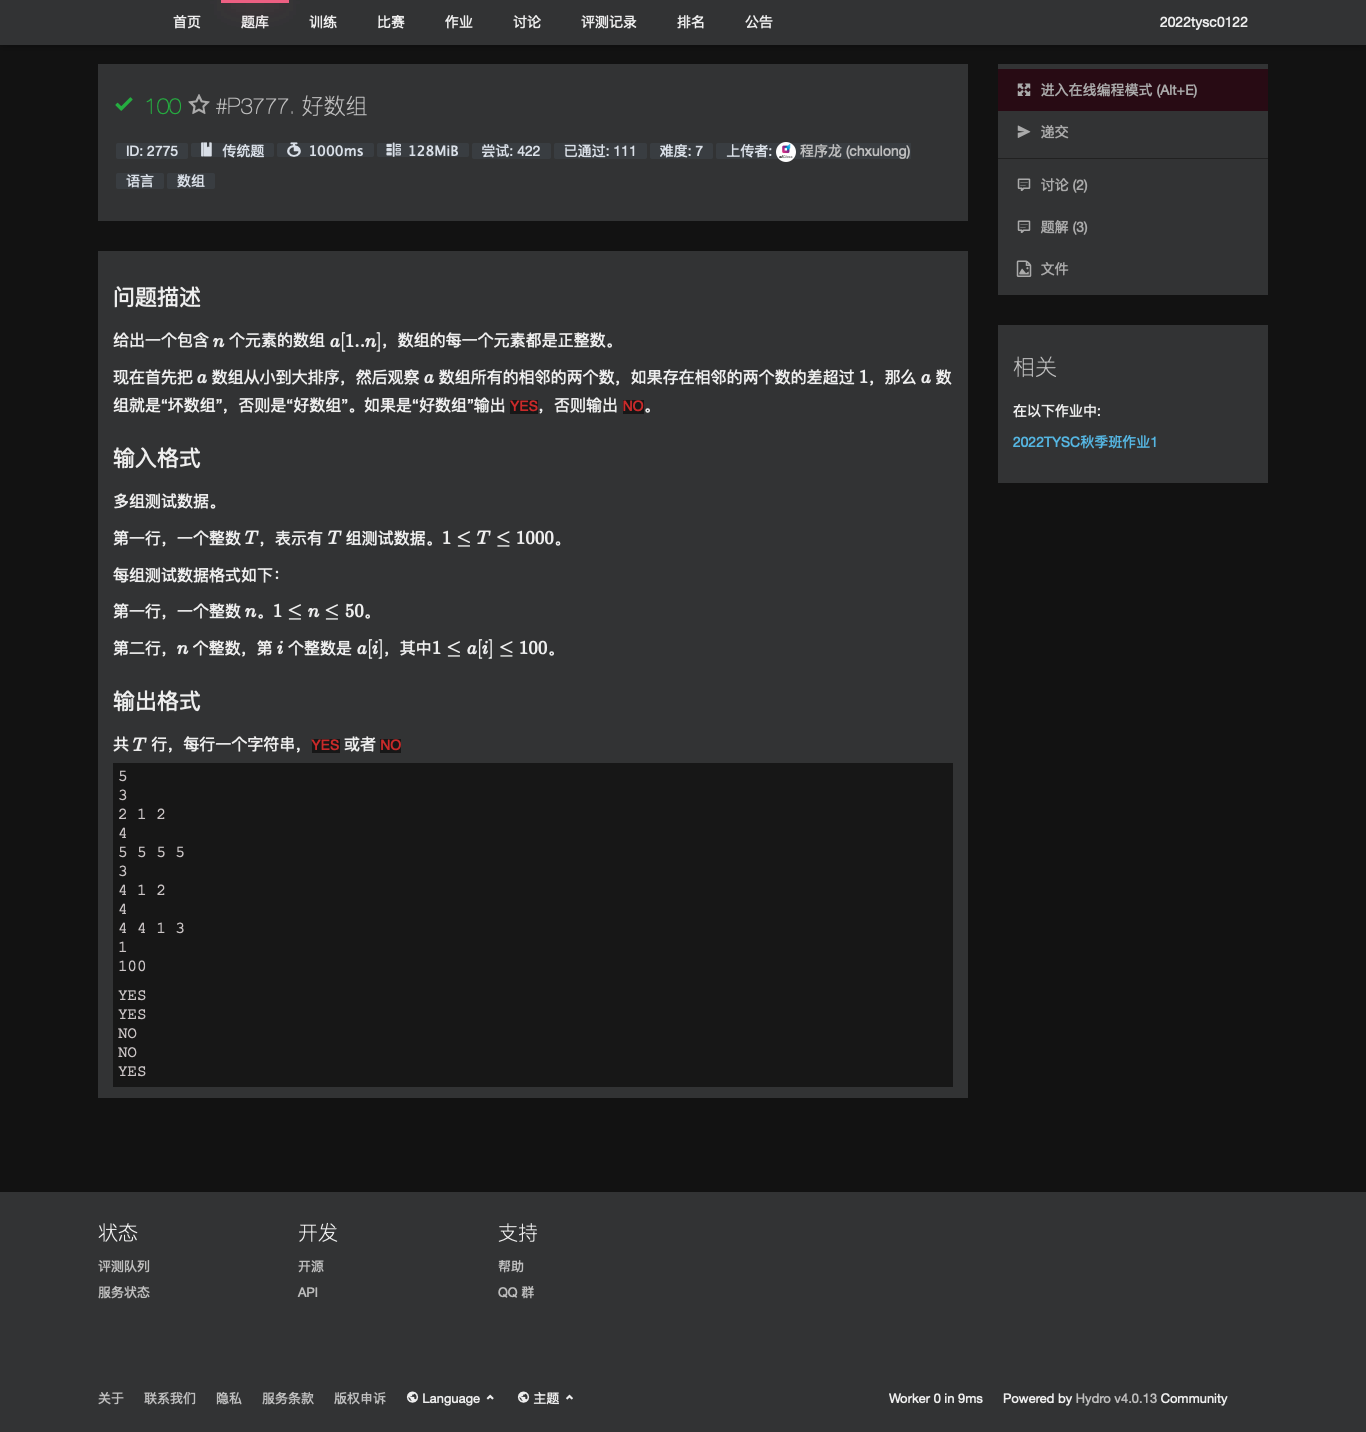 首页 题库 训练 比赛 作业 讨论 评测记录 排名 公告 2022tysc0122
100 #P3777. 好数组
ID: 2775 传统题 1000ms 128MiB 尝试: 422 已通过: 111 难度: 7 上传者: 程序龙 (chxulong)
语言 数组
问题描述
给出一个包含 n 个元素的数组 a[1..n]，数组的每一个元素都是正整数。
现在首先把 a 数组从小到大排序，然后观察 a 数组所有的相邻的两个数，如果存在相邻的两个数的差超过 1，那么 a 数
组就是“坏数组”，否则是“好数组”。如果是“好数组”输出 YES，否则输出 NO。
输入格式
多组测试数据。
第一行，一个整数 T，表示有 T 组测试数据。1 ≤ T ≤ 1000。
每组测试数据格式如下：
第一行，一个整数 n。1 ≤ n ≤ 50。
第二行，n 个整数，第 i 个整数是 a[i]，其中1 ≤ a[i] ≤ 100。
输出格式
共 T 行，每行一个字符串，YES 或者 NO
5
3
2 1 2
4
5 5 5 5
3
4 1 2
4
4 4 1 3
1
100
YES
YES
NO
NO
YES
进入在线编程模式 (Alt+E)
递交
讨论 (2)
题解 (3)
文件
相关
在以下作业中:
2022TYSC秋季班作业1
状态
评测队列
服务状态
开发
开源
API
支持
帮助
QQ 群
关于 联系我们 隐私 服务条款 版权申诉 Language 主题 Worker 0 in 9ms Powered by Hydro v4.0.13 Community